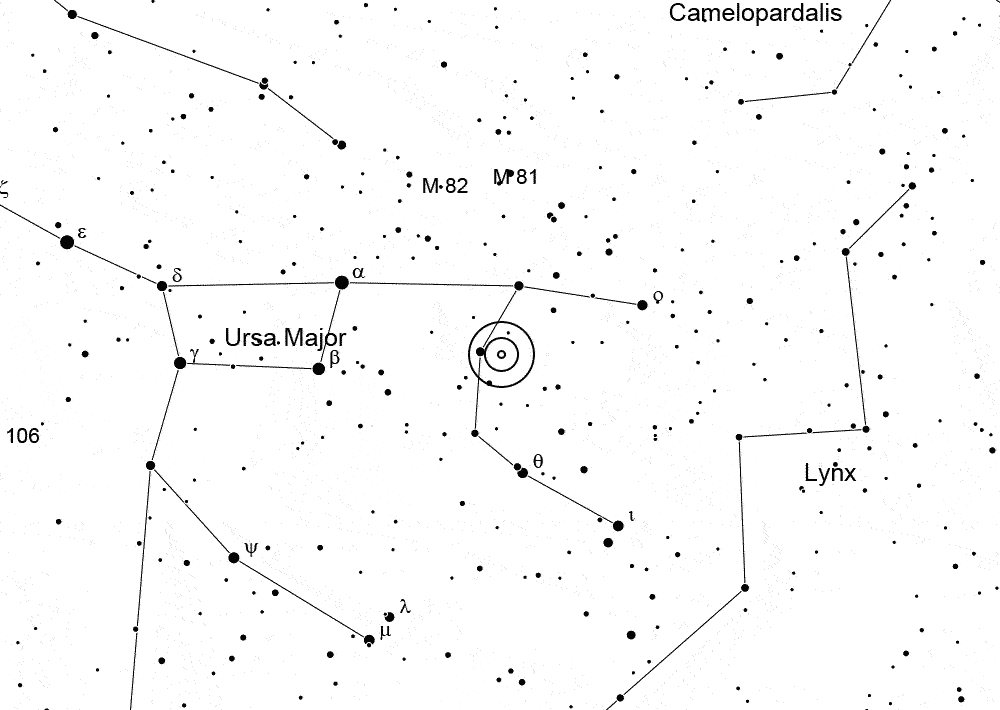 Camelopardalis
M 82
M 81
ζ
ε
δ
α
ο
Ursa Major
γ
β
106
θ
Lynx
ι
ψ
λ
μ